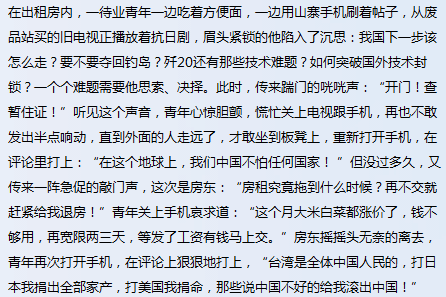 在出租房内，一待业青年一边吃着方便面，一边用山寨手机刷着帖子，从废
品站买的旧电视正播放着抗日剧，眉头紧锁的他陷入了沉思：我国下一步该
怎么走？要不要夺回钓岛？歼20还有那些技术难题？如何突破国外技术封
锁？一个个难题需要他思索、决择。此时，传来踹门的咣咣声：“开门！查
暂住证！”听见这个声音，青年心惊胆颤，慌忙关上电视跟手机，再也不敢
发出半点响动，直到外面的人走远了，才敢坐到板凳上，重新打开手机，在
评论里打上：“在这个地球上，我们中国不怕任何国家！”但没过多久，又
传来一阵急促的敲门声，这次是房东：“房租究竟拖到什么时候？再不交就
赶紧给我退房！”青年关上手机哀求道：“这个月大米白菜都涨价了，钱不
够用，再宽限两三天，等发了工资有钱马上交。”房东摇摇头无奈的离去，
青年再次打开手机，在评论上狠狠地打上，“台湾是全体中国人民的，打日
本我捐出全部家产，打美国我捐命，那些说中国不好的给我滚出中国！”